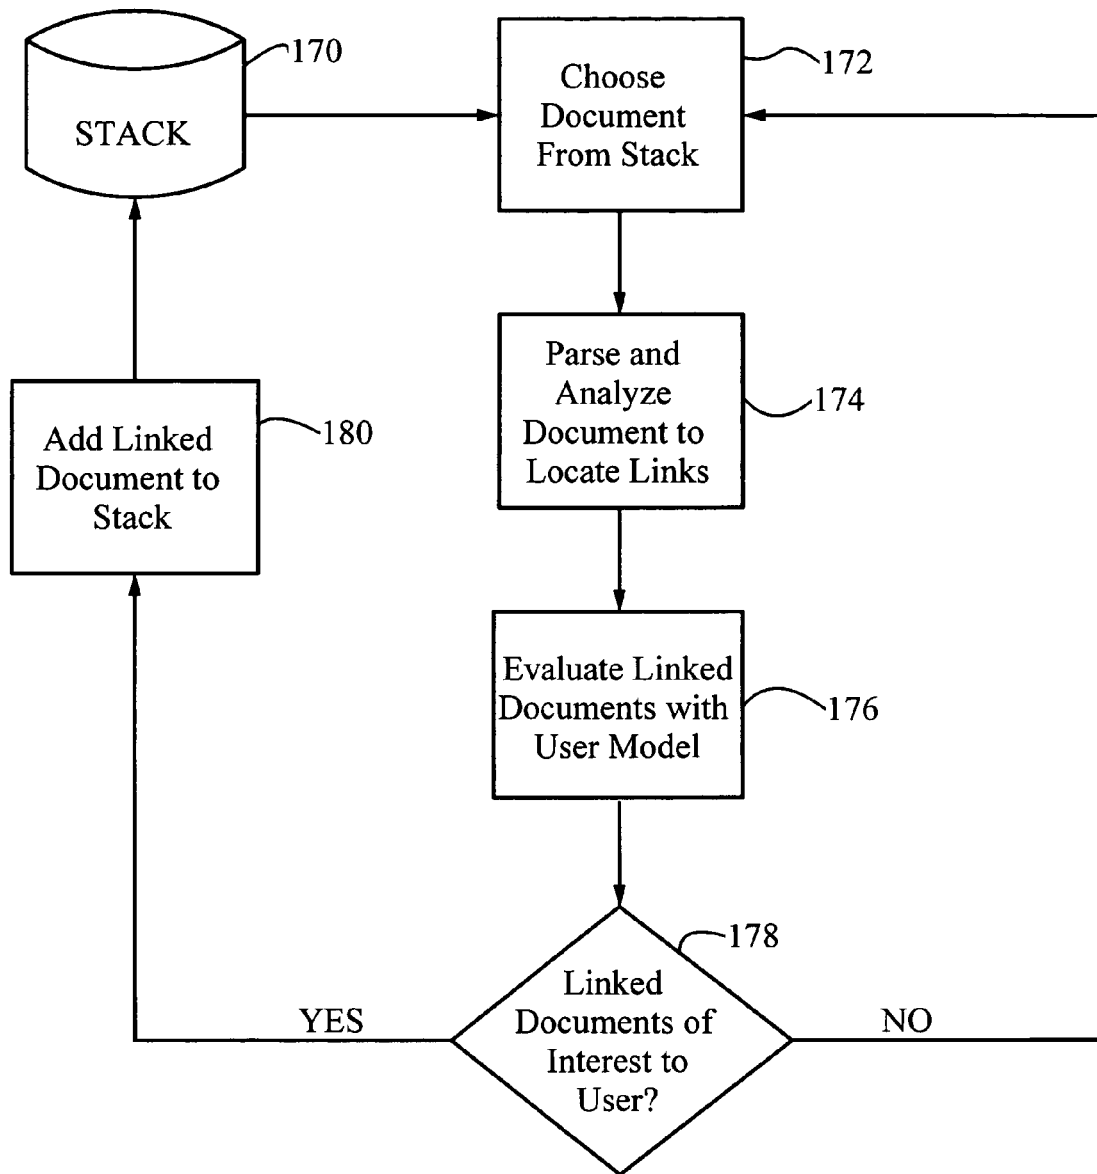 170
STACK
172
Choose
Document
From Stack
Parse and
Analyze
Document to
Locate Links
174
180
Add Linked
Document to
Stack
Evaluate Linked
Documents with
User Model
176
178
Linked
Documents of
Interest to
User?
YES
NO